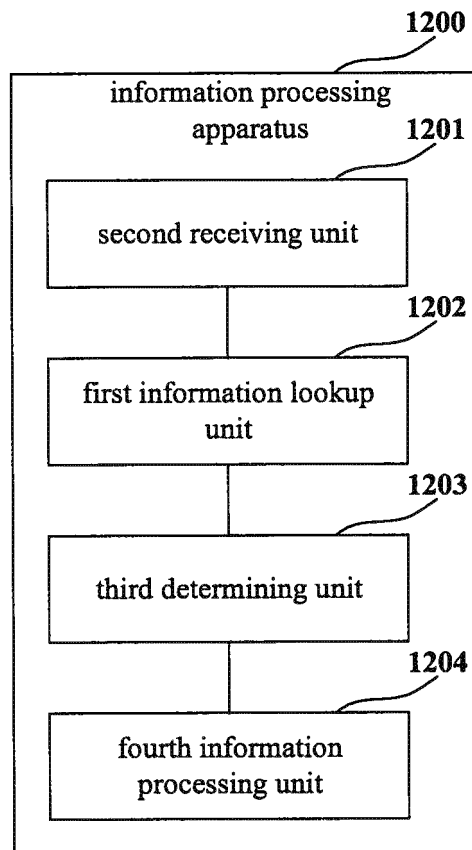 1200
information processing
apparatus
1201
second receiving unit
1202
first information lookup
unit
1203
third determining unit
1204
fourth information
processing unit